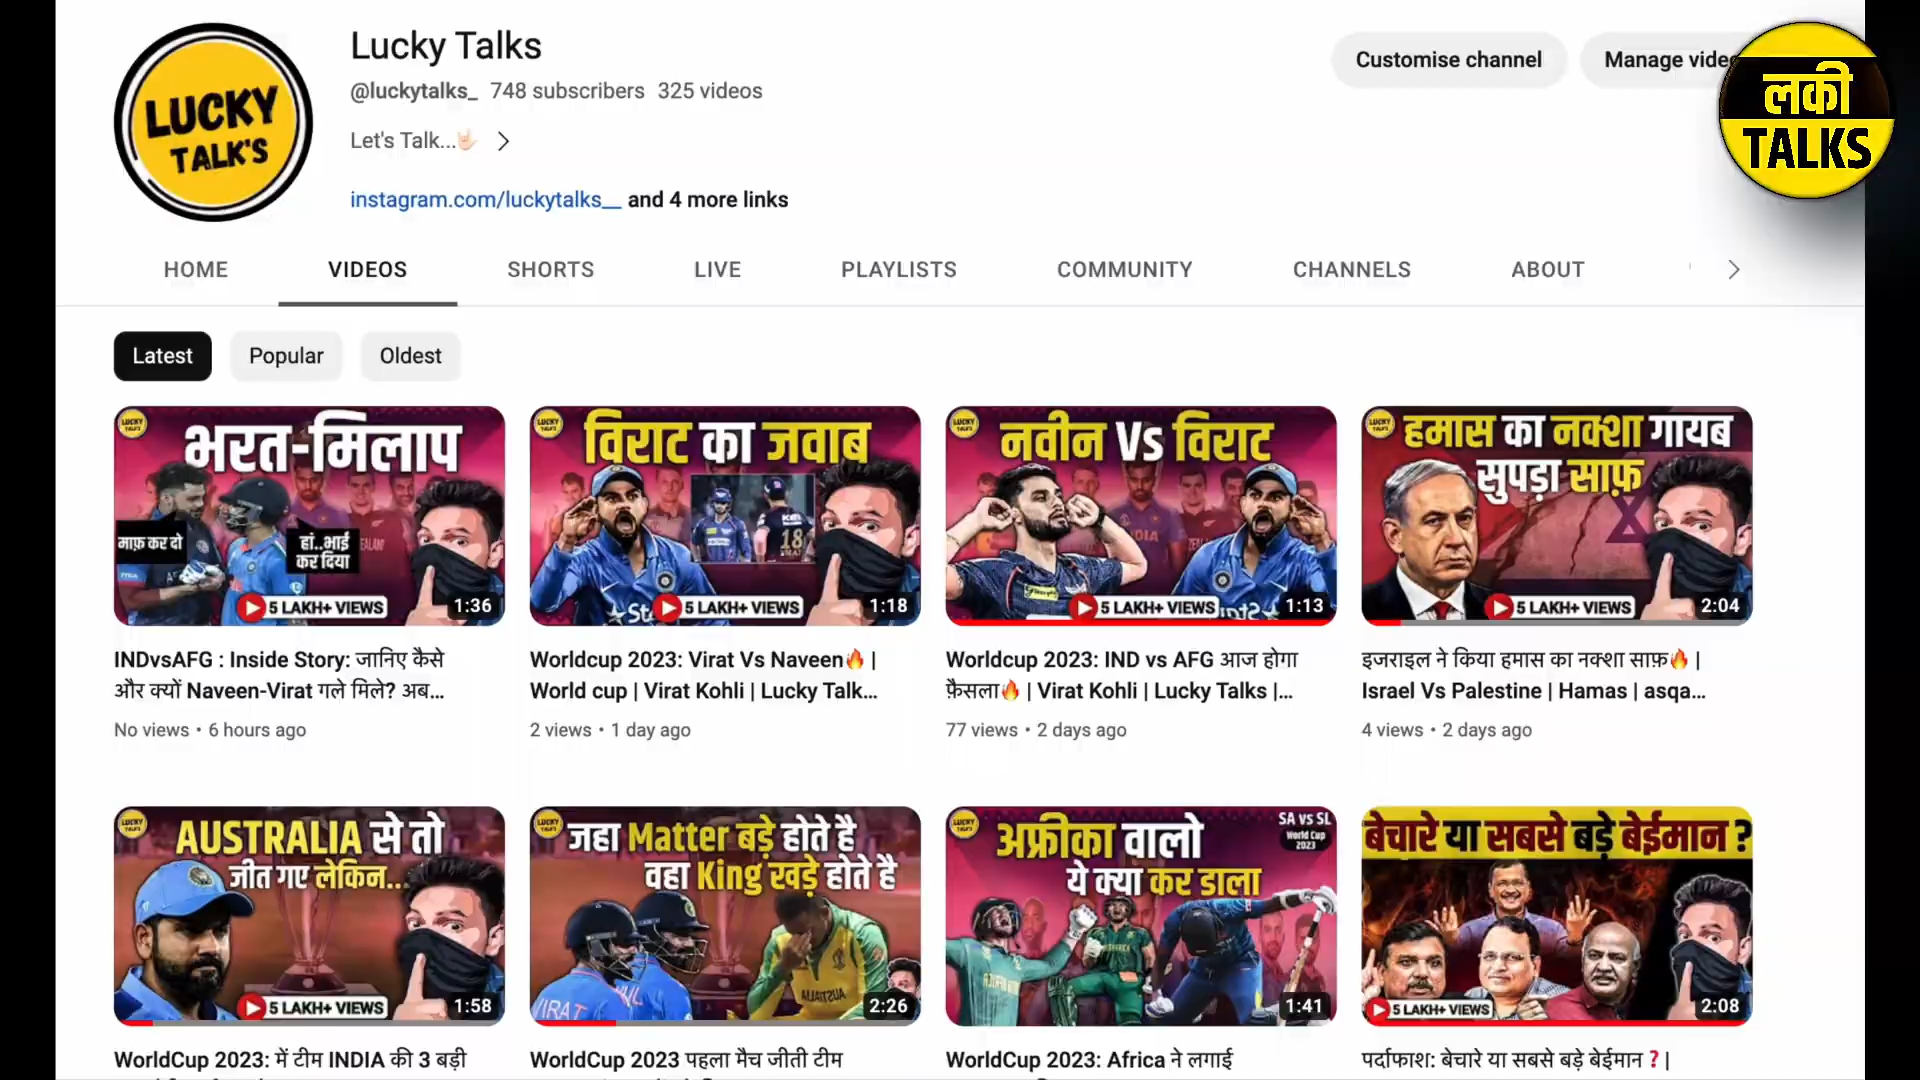 Lucky Talks
@luckytalks_ 748 subscribers 325 videos
Let's Talk...🤟🏻
instagram.com/luckytalks__ and 4 more links
Customise channel
Manage vide
लकी
TALKS
LUCKY
TALK'S
HOME
VIDEOS
SHORTS
LIVE
PLAYLISTS
COMMUNITY
CHANNELS
ABOUT
Latest
Popular
Oldest
भरत-मिलाप
माफ़ कर दो
हां..भाई
कर दिया
5 LAKH+ VIEWS
1:36
विराट का जवाब
18
5 LAKH+ VIEWS
1:18
नवीन Vs विराट
5 LAKH+ VIEWS
1:13
हमास का नक्शा गायब
सुपड़ा साफ़
5 LAKH+ VIEWS
2:04
INDvsAFG : Inside Story: जानिए कैसे
और क्यों Naveen-Virat गले मिले? अब...
No views • 6 hours ago
Worldcup 2023: Virat Vs Naveen🔥 |
World cup | Virat Kohli | Lucky Talk...
2 views • 1 day ago
Worldcup 2023: IND vs AFG आज होगा
फ़ैसला🔥 | Virat Kohli | Lucky Talks |...
77 views • 2 days ago
इजराइल ने किया हमास का नक्शा साफ़🔥 |
Israel Vs Palestine | Hamas | asqa...
4 views • 2 days ago
AUSTRALIA से तो
जीत गए लेकिन...
5 LAKH+ VIEWS
1:58
जहा Matter बड़े होते है
वहा King खड़े होते है
VIRAT
2:26
अफ्रीका वालो
ये क्या कर डाला
SA vs SL
World Cup
2023
1:41
बेचारे या सबसे बड़े बेईमान ?
5 LAKH+ VIEWS
2:08
WorldCup 2023: में टीम INDIA की 3 बड़ी
WorldCup 2023 पहला मैच जीती टीम
WorldCup 2023: Africa ने लगाई
पर्दाफाश: बेचारे या सबसे बड़े बेईमान ❓|